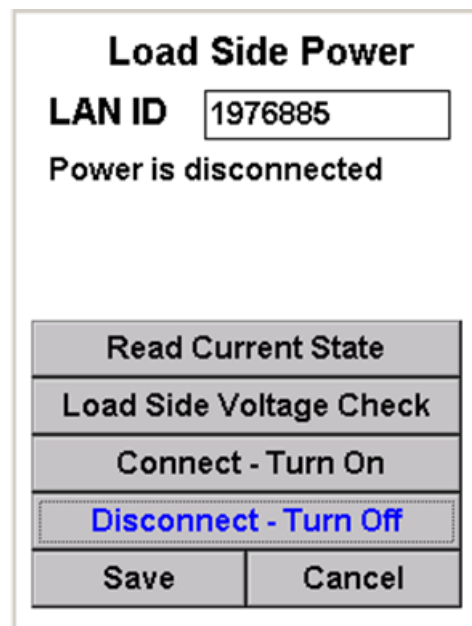 Load Side Power
LAN ID 1976885
Power is disconnected
Read Current State
Load Side Voltage Check
Connect - Turn On
Disconnect - Turn Off
Save Cancel